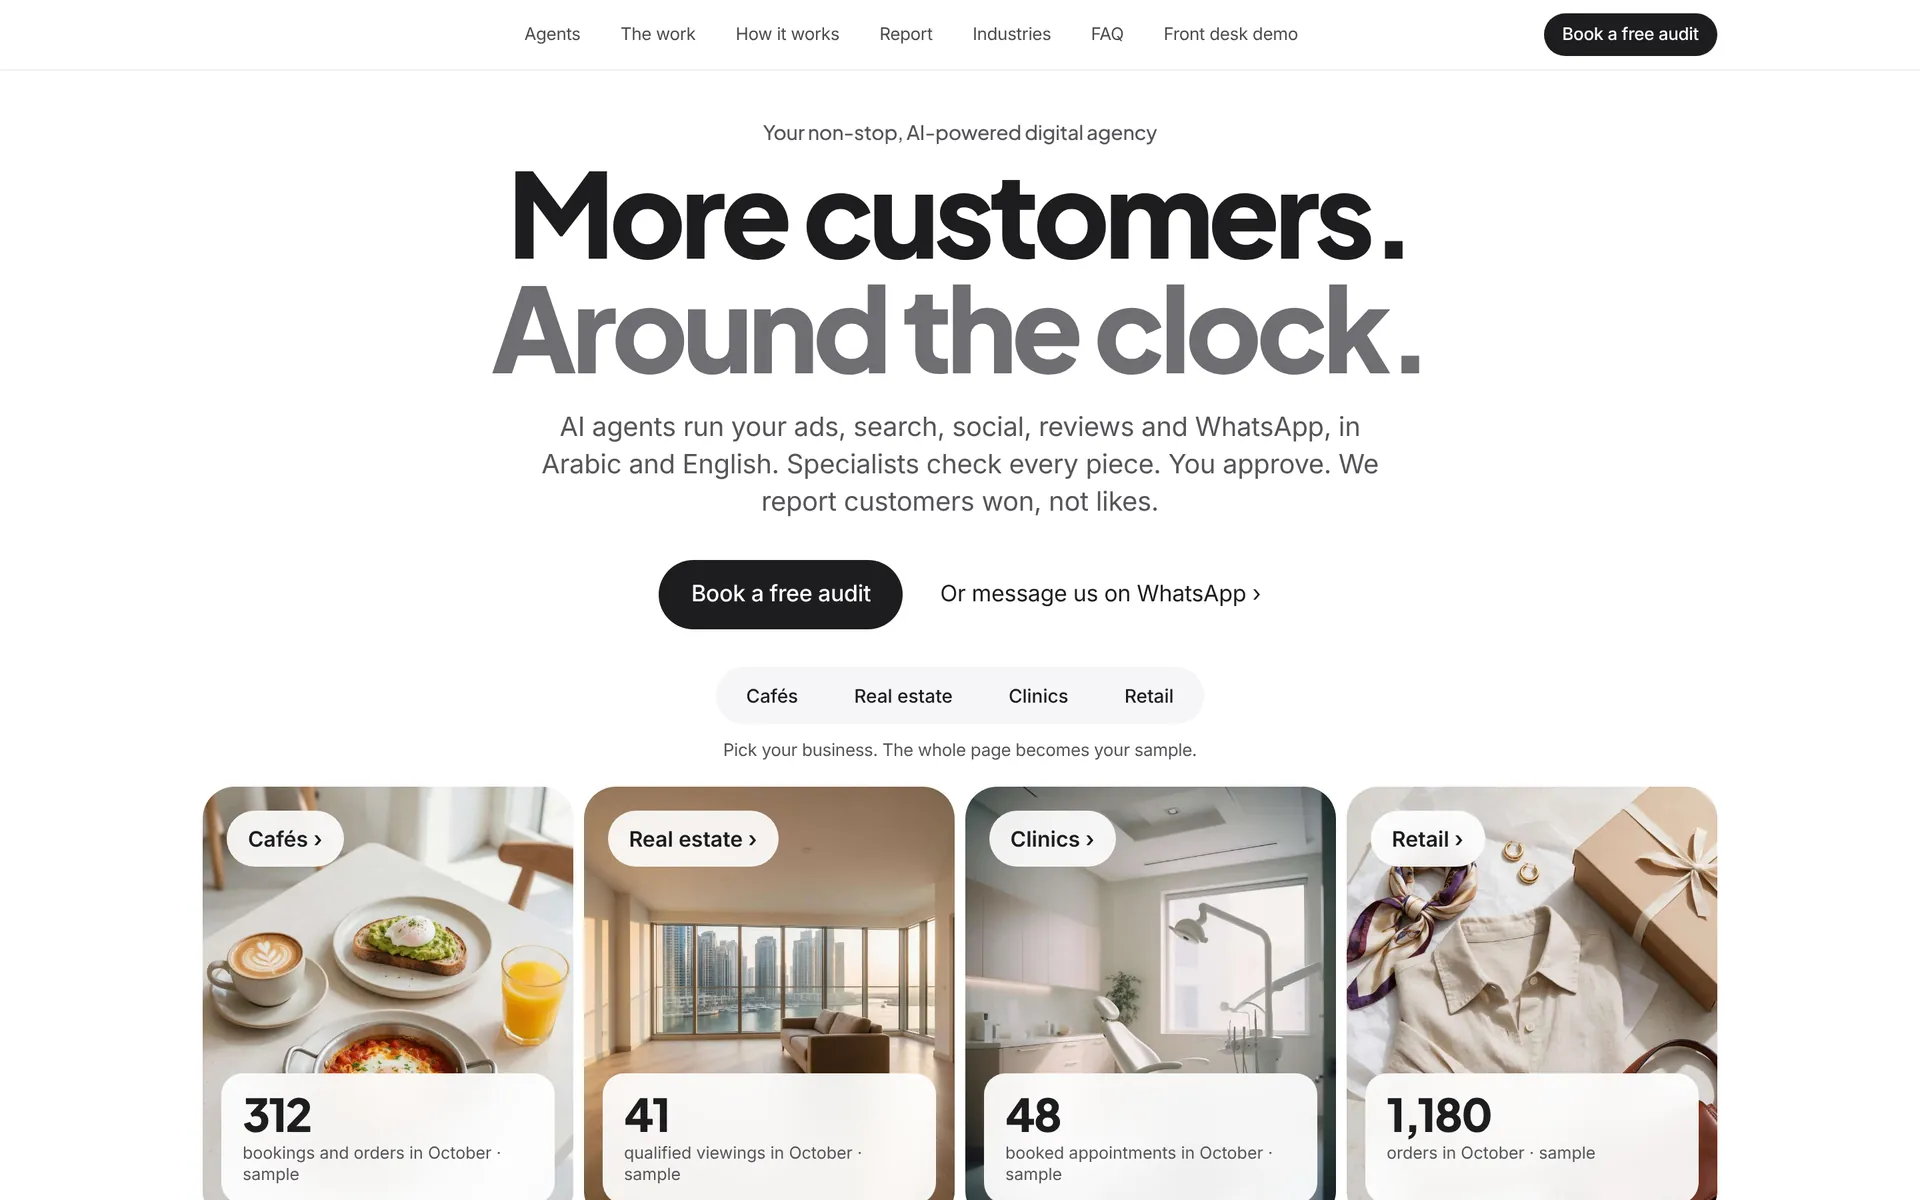 Agents
The work
How it works
Report
Industries
FAQ
Front desk demo
Book a free audit
Your non-stop, AI-powered digital agency
More customers.
Around the clock.
AI agents run your ads, search, social, reviews and WhatsApp, in
Arabic and English. Specialists check every piece. You approve. We
report customers won, not likes.
Book a free audit
Or message us on WhatsApp ›
Cafés
Real estate
Clinics
Retail
Pick your business. The whole page becomes your sample.
Cafés ›
312
bookings and orders in October ·
sample
Real estate ›
41
qualified viewings in October ·
sample
Clinics ›
48
booked appointments in October ·
sample
Retail ›
1,180
orders in October · sample